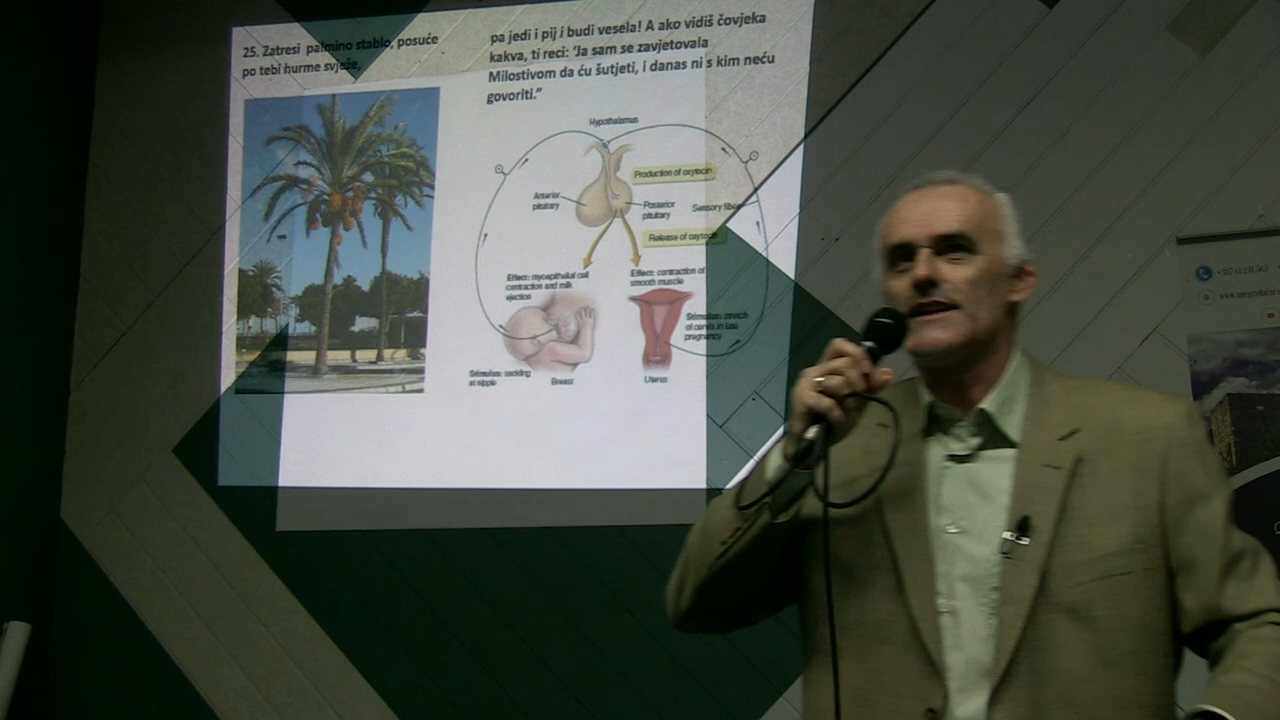 25. Zatresi palmino stablo, posuće
po tebi hurme svježe,
pa jedi i pij i budi vesela! A ako vidiš čovjeka
kakva, ti reci: 'Ja sam se zavjetovala
Milostivom da ću šutjeti, i danas ni s kim neću
govoriti.”
Hypothalamus
Production of oxytocin
Anterior
pituitary
Posterior
pituitary
Sensory
Release of oxytocin
Effect: myoepithelial cell
contraction and milk
ejection
Effect: contraction of
smooth muscle
Stimulus: stretch
of cervix in late
pregnancy
Stimulus: suckling
at nipple
Breast
Uterus